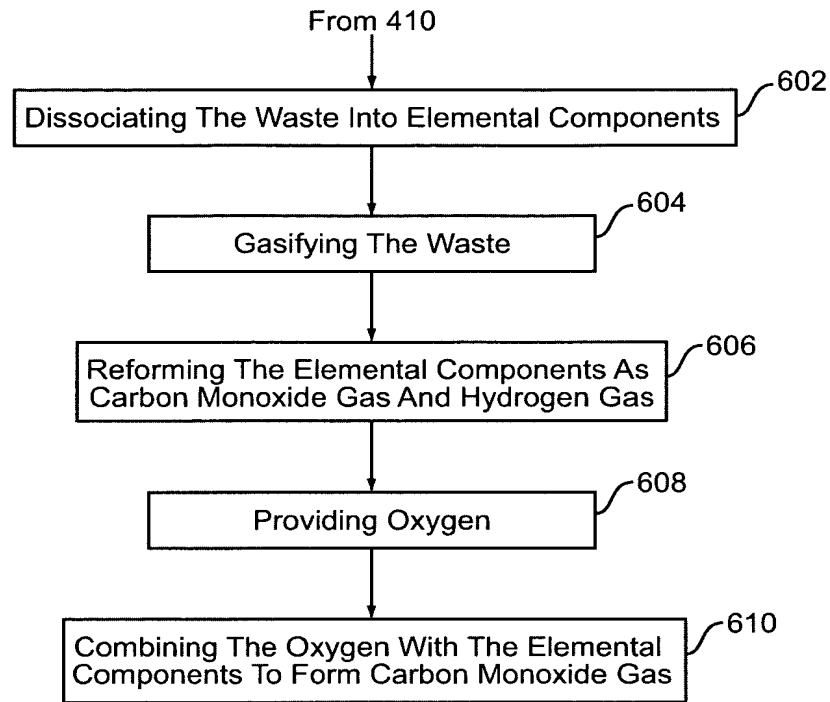 From 410
602
Dissociating The Waste Into Elemental Components
604
Gasifying The Waste
606
Reforming The Elemental Components As
Carbon Monoxide Gas And Hydrogen Gas
608
Providing Oxygen
610
Combining The Oxygen With The Elemental
Components To Form Carbon Monoxide Gas